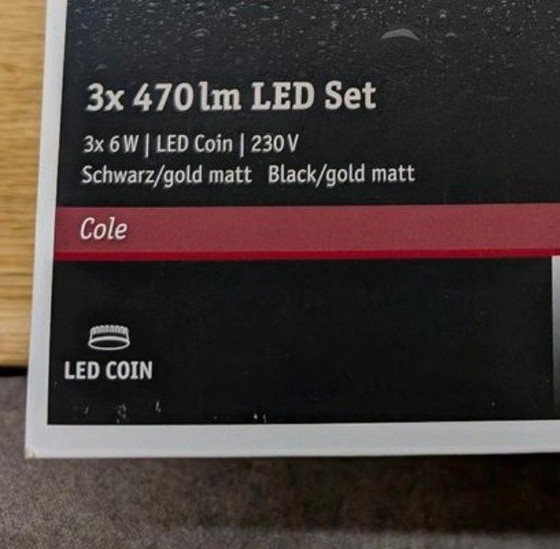 3x 470 lm LED Set
3x 6 W | LED Coin | 230 V
Schwarz/gold matt Black/gold matt
Cole
LED COIN